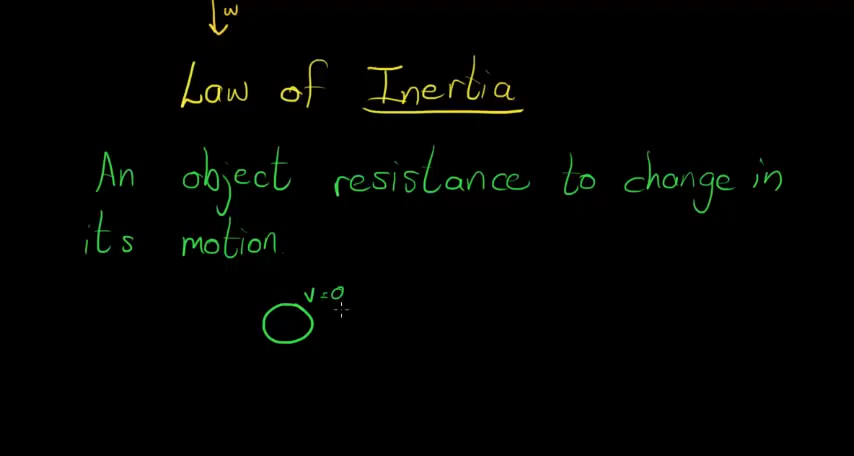 w
Law of Inertia
An object resistance to change in
its motion.
v=0